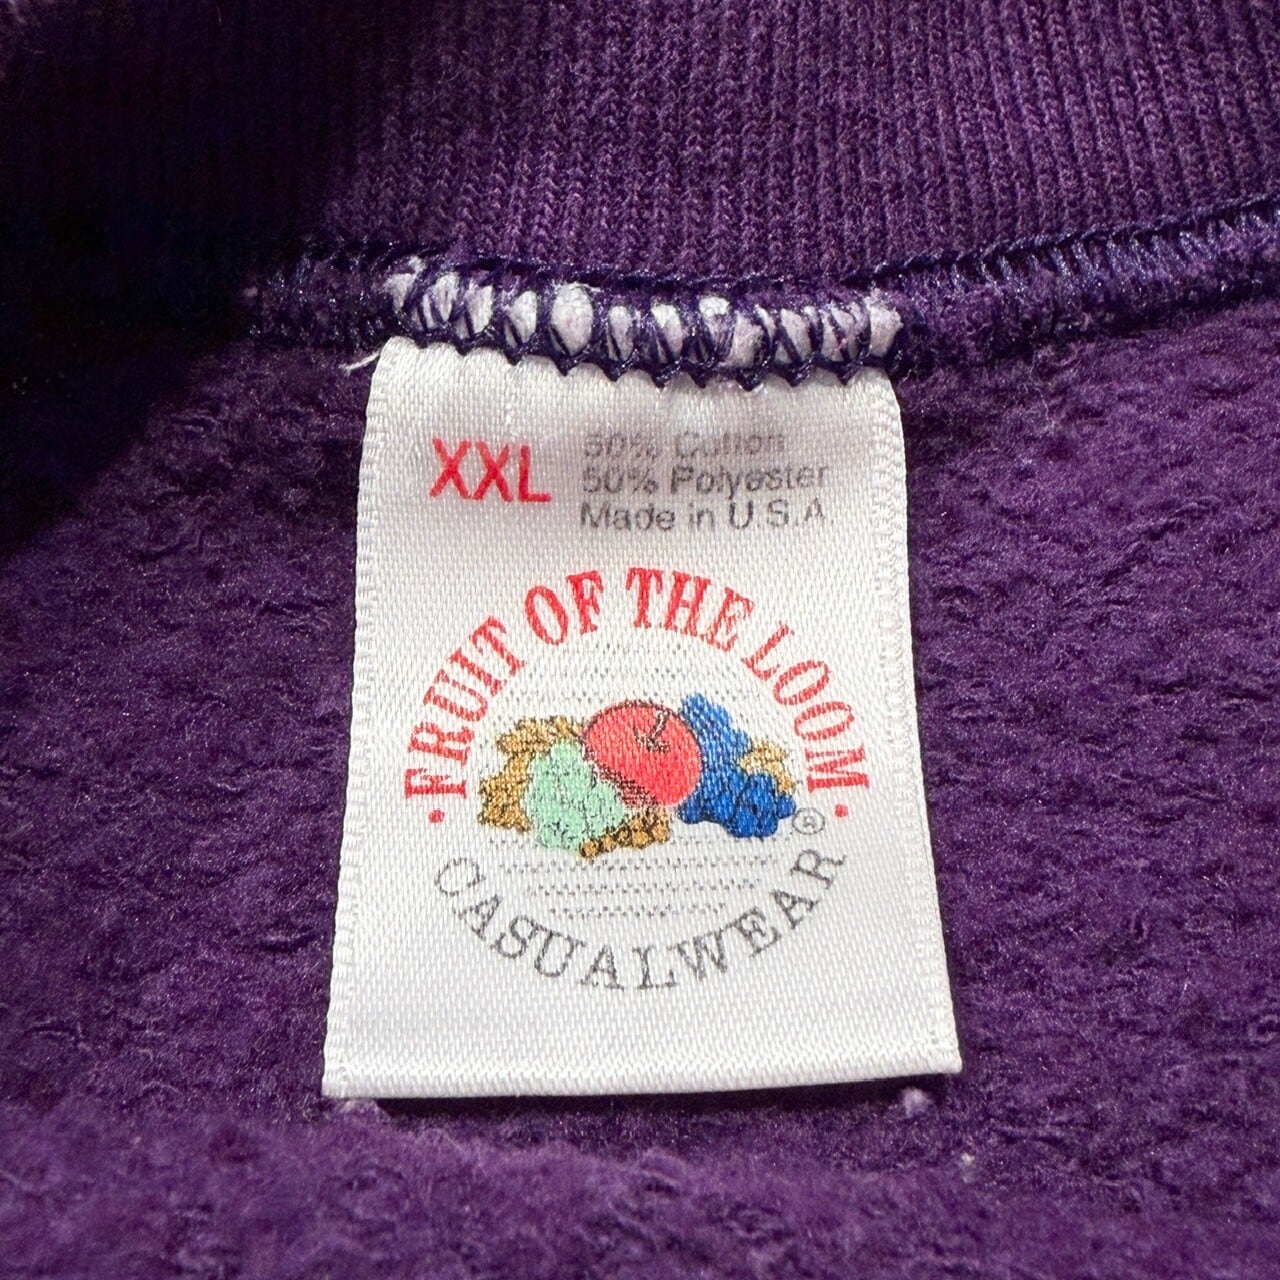 XXL
50% Cotton
50% Polyester
Made in U.S.A.
• FRUIT OF THE LOOM •
®
CASUALWEAR